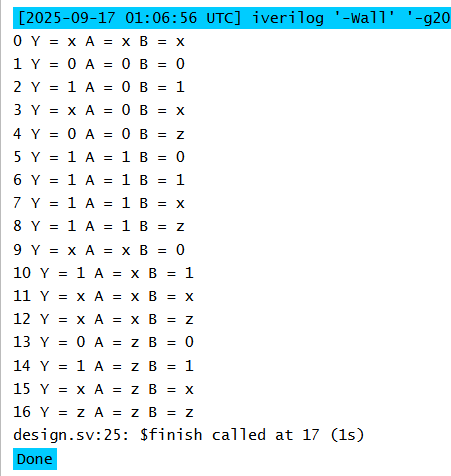 [2025-09-17 01:06:56 UTC] iverilog '-Wall' '-g20
0 Y = x A = x B = x
1 Y = 0 A = 0 B = 0
2 Y = 1 A = 0 B = 1
3 Y = x A = 0 B = x
4 Y = 0 A = 0 B = z
5 Y = 1 A = 1 B = 0
6 Y = 1 A = 1 B = 1
7 Y = 1 A = 1 B = x
8 Y = 1 A = 1 B = z
9 Y = x A = x B = 0
10 Y = 1 A = x B = 1
11 Y = x A = x B = x
12 Y = x A = x B = z
13 Y = 0 A = z B = 0
14 Y = 1 A = z B = 1
15 Y = x A = z B = x
16 Y = z A = z B = z
design.sv:25: $finish called at 17 (1s)
Done